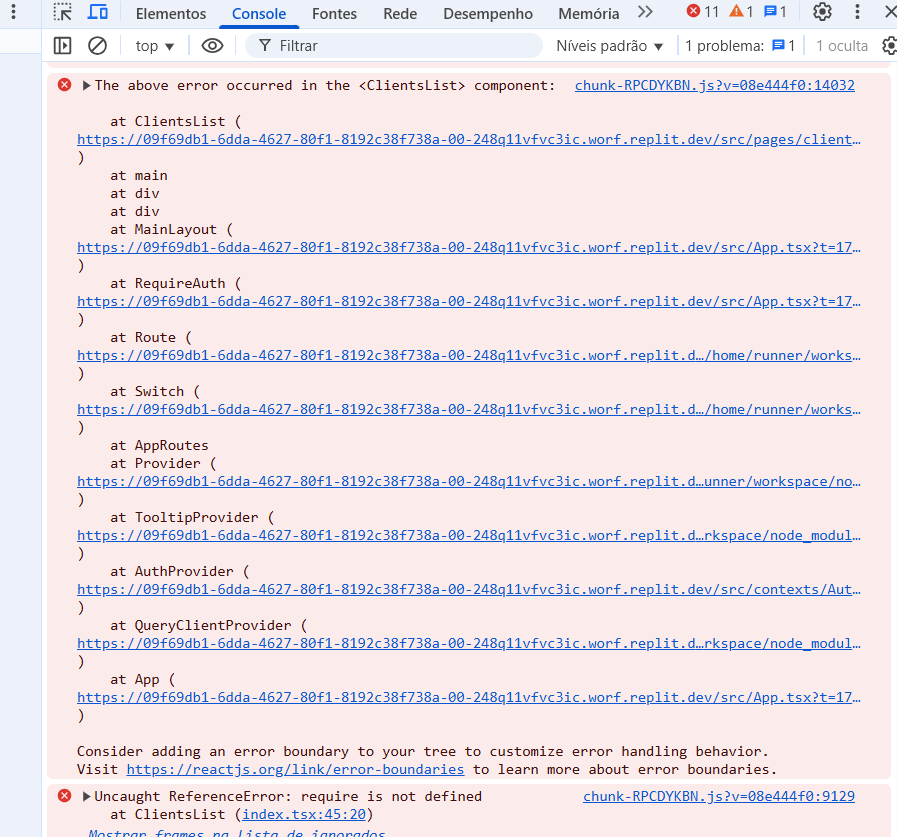 Elementos Console Fontes Rede Desempenho Memória 11 1 1
top Filtrar Níveis padrão 1 problema: 1 1 oculta
The above error occurred in the <ClientsList> component: chunk-RPCDYKBN.js?v=08e444f0:14032
at ClientsList (
https://09f69db1-6dda-4627-80f1-8192c38f738a-00-248q11vfvc3ic.worf.replit.dev/src/pages/client…
)
at main
at div
at div
at MainLayout (
https://09f69db1-6dda-4627-80f1-8192c38f738a-00-248q11vfvc3ic.worf.replit.dev/src/App.tsx?t=17…
)
at RequireAuth (
https://09f69db1-6dda-4627-80f1-8192c38f738a-00-248q11vfvc3ic.worf.replit.dev/src/App.tsx?t=17…
)
at Route (
https://09f69db1-6dda-4627-80f1-8192c38f738a-00-248q11vfvc3ic.worf.replit.d…/home/runner/works…
)
at Switch (
https://09f69db1-6dda-4627-80f1-8192c38f738a-00-248q11vfvc3ic.worf.replit.d…/home/runner/works…
)
at AppRoutes
at Provider (
https://09f69db1-6dda-4627-80f1-8192c38f738a-00-248q11vfvc3ic.worf.replit.d…unner/workspace/no…
)
at TooltipProvider (
https://09f69db1-6dda-4627-80f1-8192c38f738a-00-248q11vfvc3ic.worf.replit.d…rkspace/node_modul…
)
at AuthProvider (
https://09f69db1-6dda-4627-80f1-8192c38f738a-00-248q11vfvc3ic.worf.replit.dev/src/contexts/Aut…
)
at QueryClientProvider (
https://09f69db1-6dda-4627-80f1-8192c38f738a-00-248q11vfvc3ic.worf.replit.d…rkspace/node_modul…
)
at App (
https://09f69db1-6dda-4627-80f1-8192c38f738a-00-248q11vfvc3ic.worf.replit.dev/src/App.tsx?t=17…
)
Consider adding an error boundary to your tree to customize error handling behavior.
Visit https://reactjs.org/link/error-boundaries to learn more about error boundaries.
Uncaught ReferenceError: require is not defined chunk-RPCDYKBN.js?v=08e444f0:9129
at ClientsList (index.tsx:45:20)
Mostrar frames na lista de ignorados